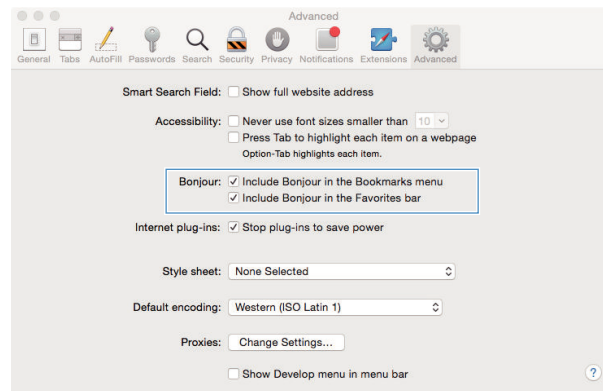 Advanced
General Tabs AutoFill Passwords Search Security Privacy Notifications Extensions Advanced
Smart Search Field: Show full website address
Accessibility: Never use font sizes smaller than 10
Press Tab to highlight each item on a webpage
Option-Tab highlights each item.
Bonjour: Include Bonjour in the Bookmarks menu
Include Bonjour in the Favorites bar
Internet plug-ins: Stop plug-ins to save power
Style sheet: None Selected
Default encoding: Western (ISO Latin 1)
Proxies: Change Settings...
Show Develop menu in menu bar
?